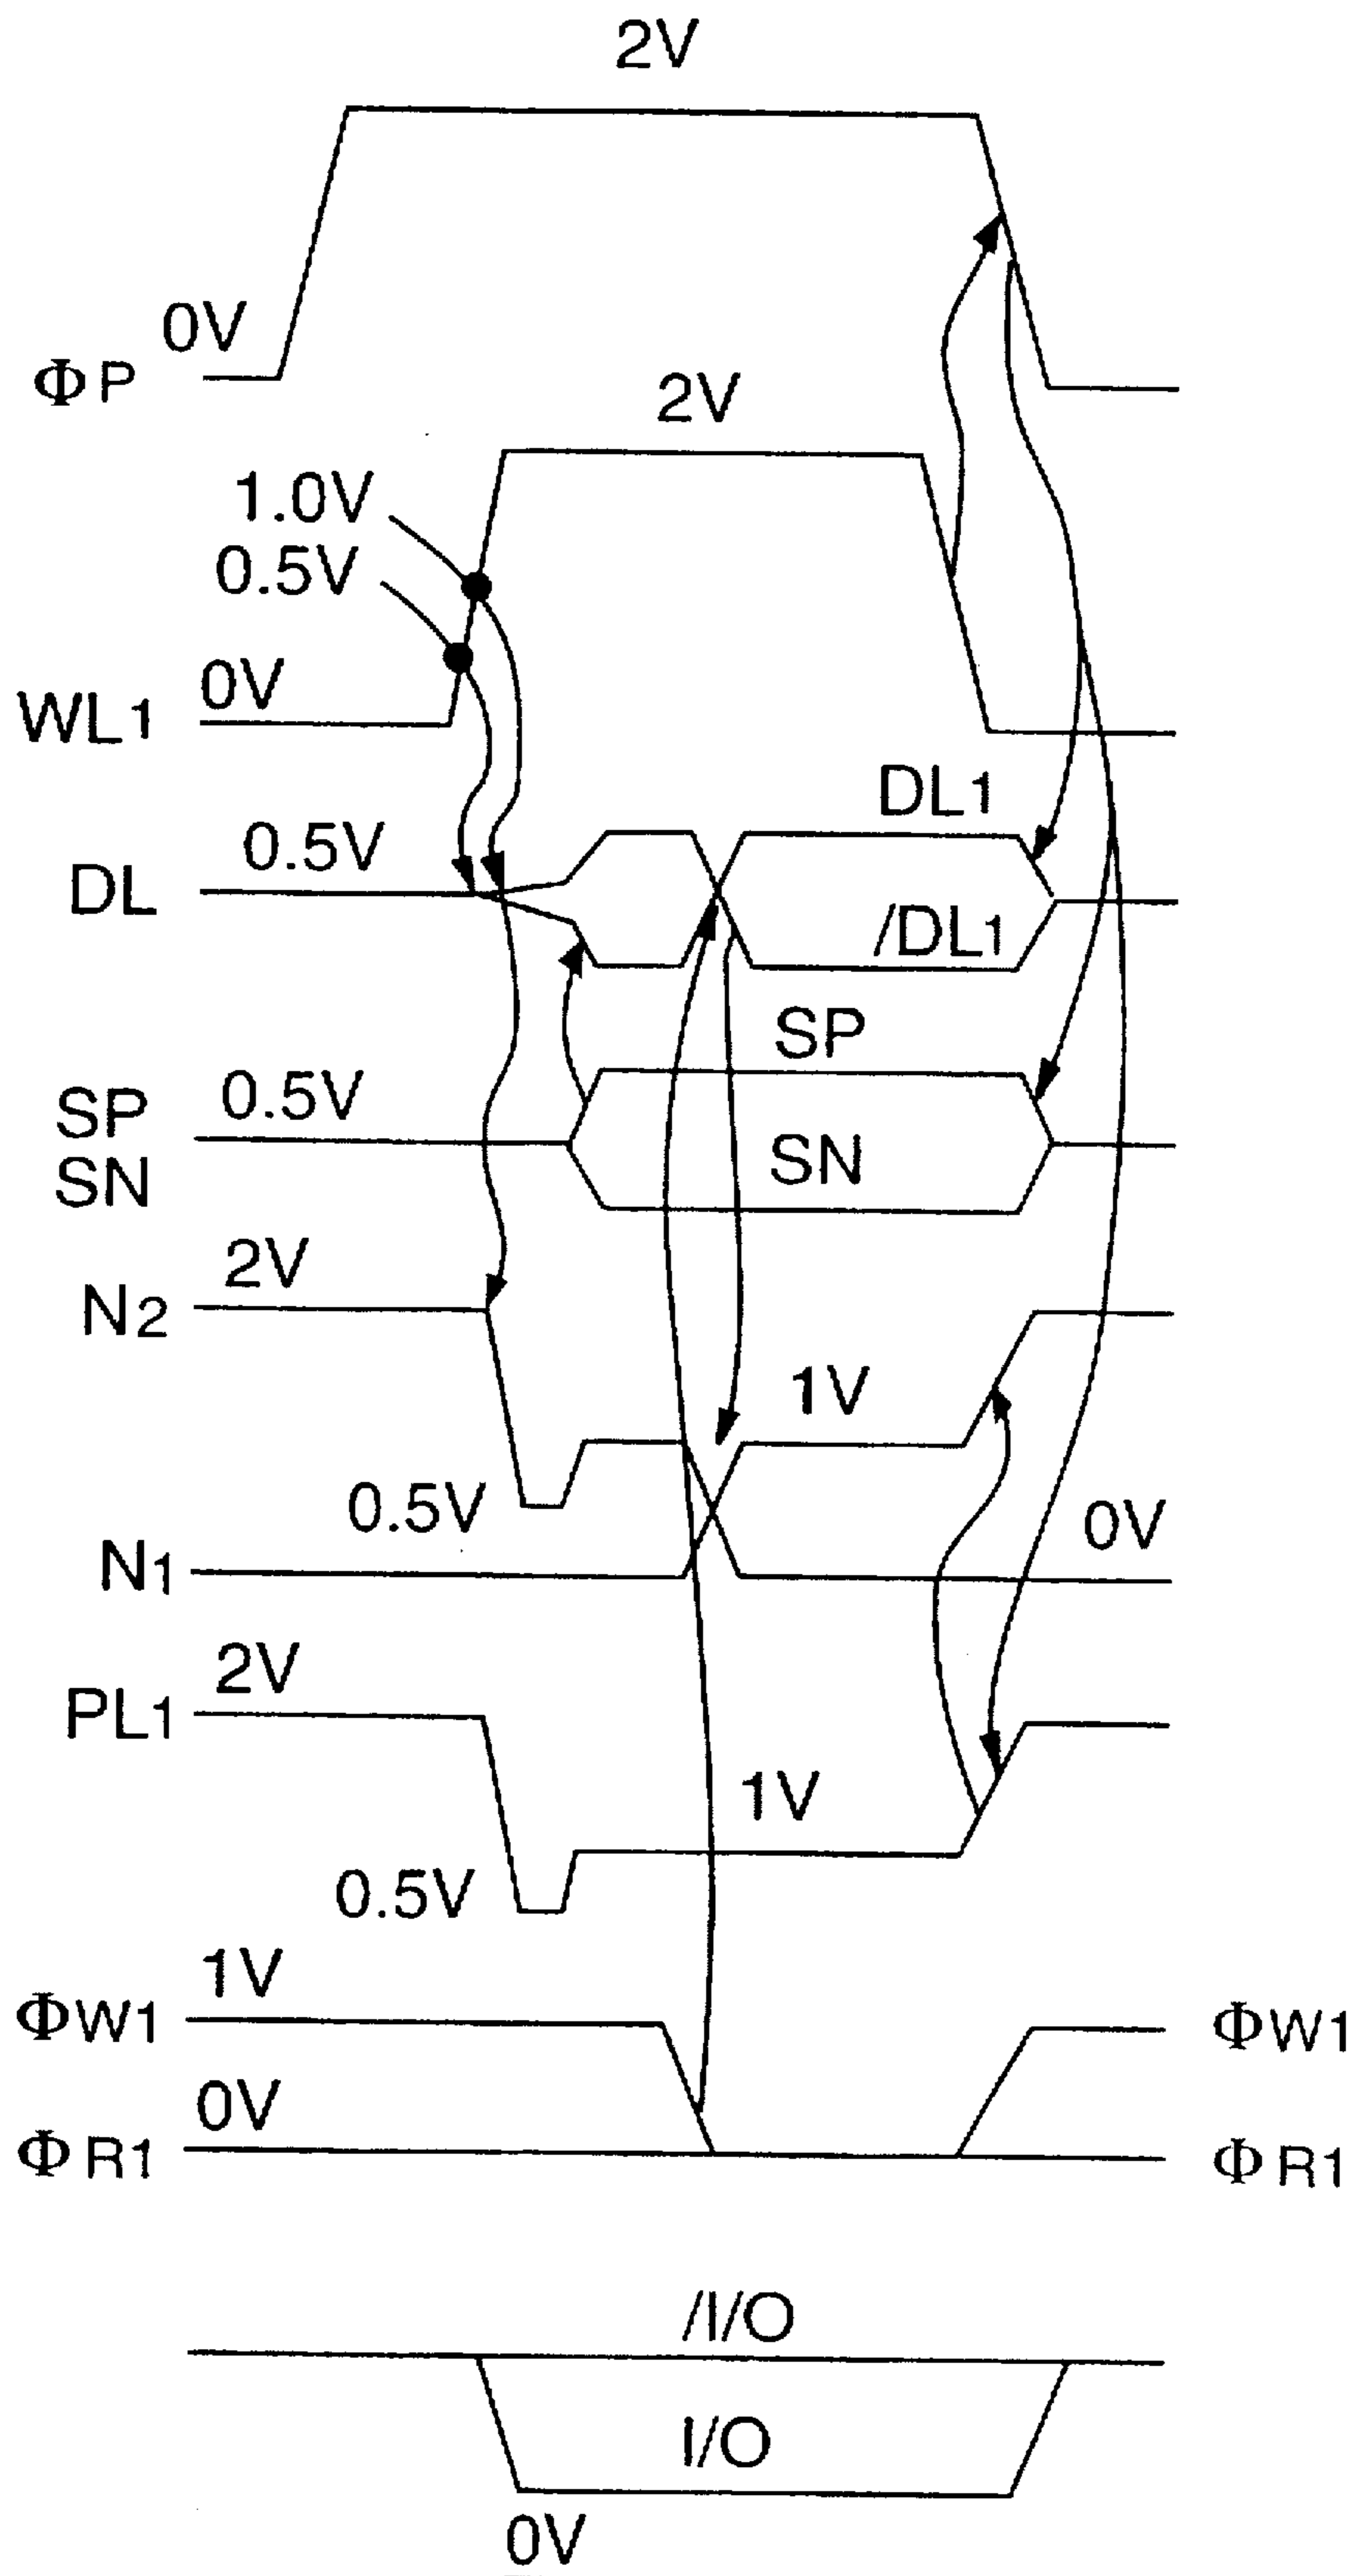 2V
0V
ΦP
2V
1.0V
0.5V
0V
WL1
DL1
0.5V
DL
/DL1
SP
0.5V
SP
SN
SN
2V
N2
1V
0.5V
0V
N1
2V
PL1
1V
0.5V
1V
ΦW1 ΦW1
0V
ΦR1 ΦR1
/I/O
I/O
0V